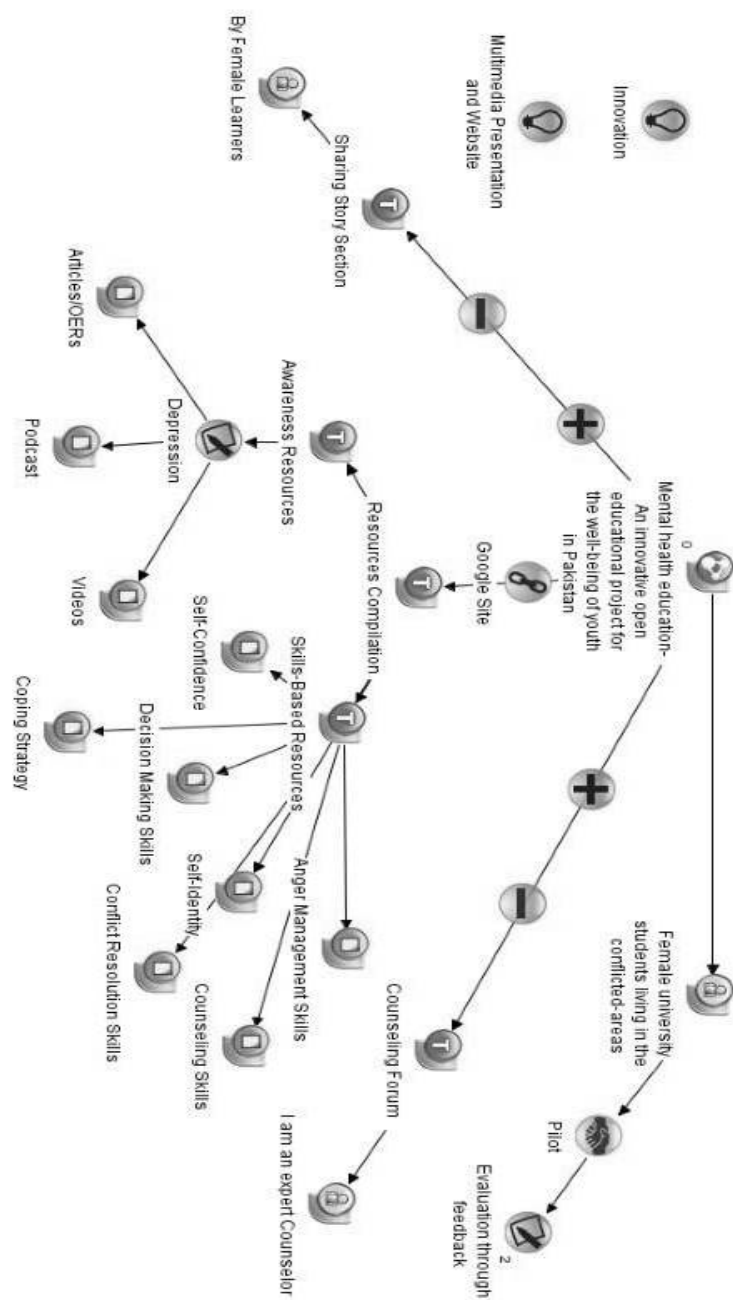 Innovation
Multimedia Presentation
and Website
Mental health education-
An innovative open
educational project for
the well-being of youth
in Pakistan
0
Female university
students living in the
conflicted-areas
Pilot
Evaluation through
feedback
2
Sharing Story Section
By Female Learners
Google Site
Resources Compilation
Awareness Resources
Depression
Articles/OERs
Podcast
Videos
Skills-Based Resources
Self-Confidence
Coping Strategy
Decision Making Skills
Self-Identity
Conflict Resolution Skills
Counseling Skills
Anger Management Skills
Counseling Forum
I am an expert Counselor
T
T
T
T
T